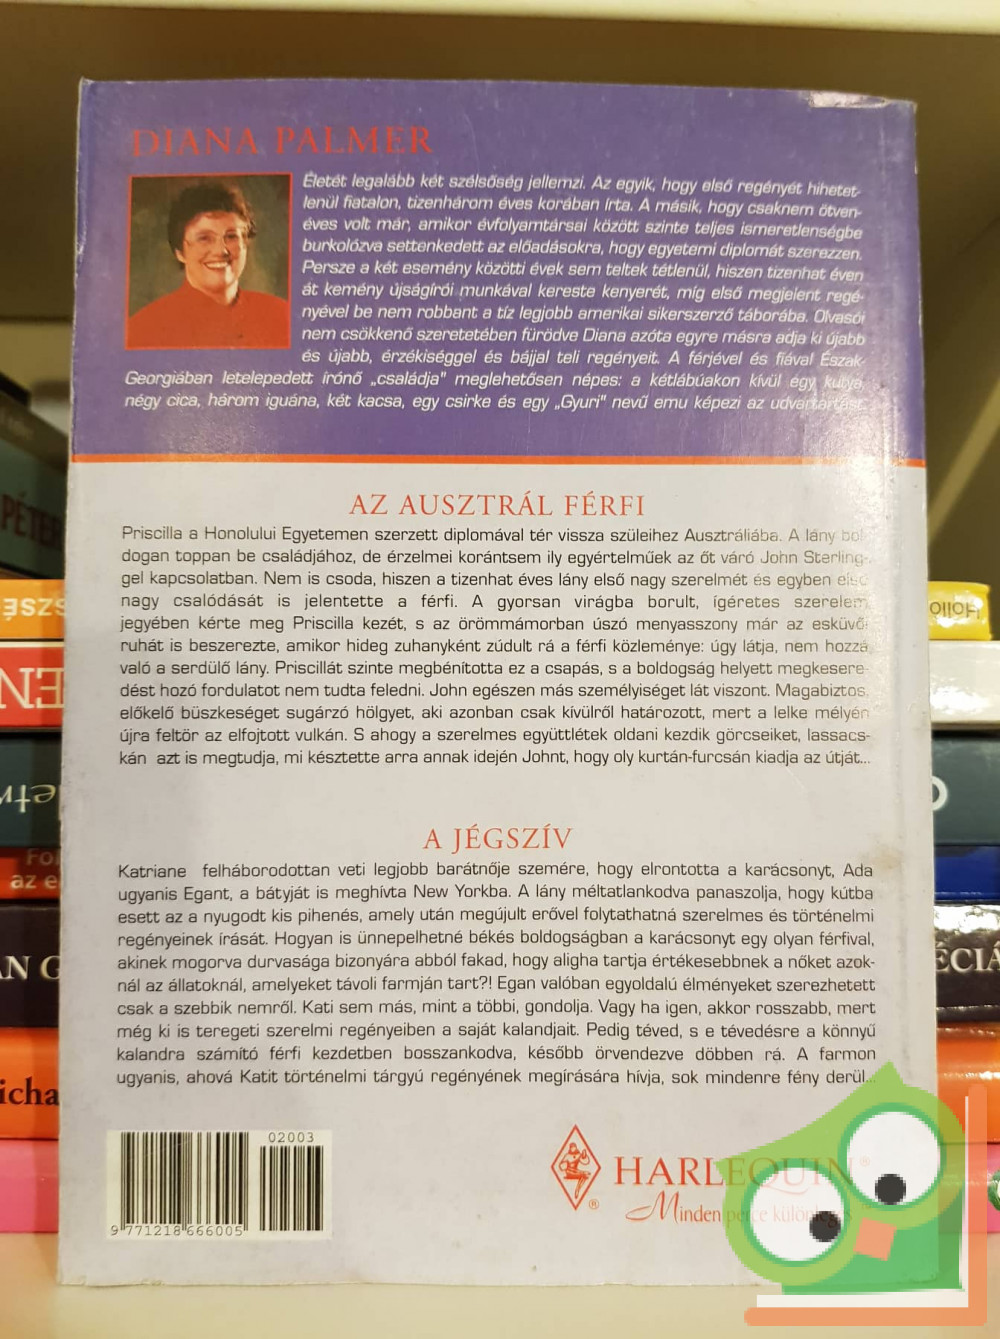 DIANA PALMER
Életét legalább két szélsőség jellemzi. Az egyik, hogy első regényét hihetet-
lenül fiatalon, tizenhárom éves korában írta. A másik, hogy csaknem ötven-
éves volt már, amikor évfolyamtársai között szinte teljes ismeretlenségbe
burkolózva settenkedett az előadásokra, hogy egyetemi diplomát szerezzen.
Persze a két esemény közötti évek sem teltek tétlenül, hiszen tizenhat éven
át kemény újságírói munkával kereste kenyerét, míg első megjelent regé-
nyével be nem robbant a tíz legjobb amerikai sikerszerző táborába. Olvasói
nem csökkenő szeretetében fürödve Diana azóta egyre másra adja ki újabb
és újabb, érzékiséggel és bájjal teli regényeit. A férjével és fiával Észak-
Georgiában letelepedett írónő „családja" meglehetősen népes: a kétlábúakon kívül egy kutya,
négy cica, három iguána, két kacsa, egy csirke és egy „Gyuri" nevű emu képezi az udvartartást.
AZ AUSZTRÁL FÉRFI
Priscilla a Honolului Egyetemen szerzett diplomával tér vissza szüleihez Ausztráliába. A lány bol-
dogan toppan be családjához, de érzelmei korántsem ily egyértelműek az őt váró John Sterling-
gel kapcsolatban. Nem is csoda, hiszen a tizenhat éves lány első nagy szerelmét és egyben első
nagy csalódását is jelentette a férfi. A gyorsan virágba borult, ígéretes szerelem
jegyében kérte meg Priscilla kezét, s az örömmámorban úszó menyasszony már az esküvői
ruhát is beszerezte, amikor hideg zuhanyként zúdult rá a férfi közleménye: úgy látja, nem hozzá
való a serdülő lány. Priscillát szinte megbénította ez a csapás, s a boldogság helyett megkesere-
dést hozó fordulatot nem tudta feledni. John egészen más személyiséget lát viszont. Magabiztos,
előkelő büszkeséget sugárzó hölgyet, aki azonban csak kívülről határozott, mert a lelke mélyén
újra feltör az elfojtott vulkán. S ahogy a szerelmes együttlétek oldani kezdik görcseiket, lassacs-
kán azt is megtudja, mi késztette arra annak idején Johnt, hogy oly kurtán-furcsán kiadja az útját...
A JÉGSZÍV
Katriane felháborodottan veti legjobb barátnője szemére, hogy elrontotta a karácsonyt, Ada
ugyanis Egant, a bátyját is meghívta New Yorkba. A lány méltatlankodva panaszolja, hogy kútba
esett az a nyugodt kis pihenés, amely után megújult erővel folytathatná szerelmes és történelmi
regényeinek írását. Hogyan is ünnepelhetné békés boldogságban a karácsonyt egy olyan férfival,
akinek mogorva durvasága bizonyára abból fakad, hogy aligha tartja értékesebbnek a nőket azok-
nál az állatoknál, amelyeket távoli farmján tart?! Egan valóban egyoldalú élményeket szerezhetett
csak a szebbik nemről. Kati sem más, mint a többi, gondolja. Vagy ha igen, akkor rosszabb, mert
még ki is teregeti szerelmi regényeiben a saját kalandjait. Pedig téved, s e tévedésre a könnyű
kalandra számító férfi kezdetben bosszankodva, később örvendezve döbben rá. A farmon
ugyanis, ahová Katit történelmi tárgyú regényének megírására hívja, sok mindenre fény derül...
02003
9 771218 666005
HARLEQUIN®
Minden perce különleges
PÉTER
AN G
icha
ÉCIÁ